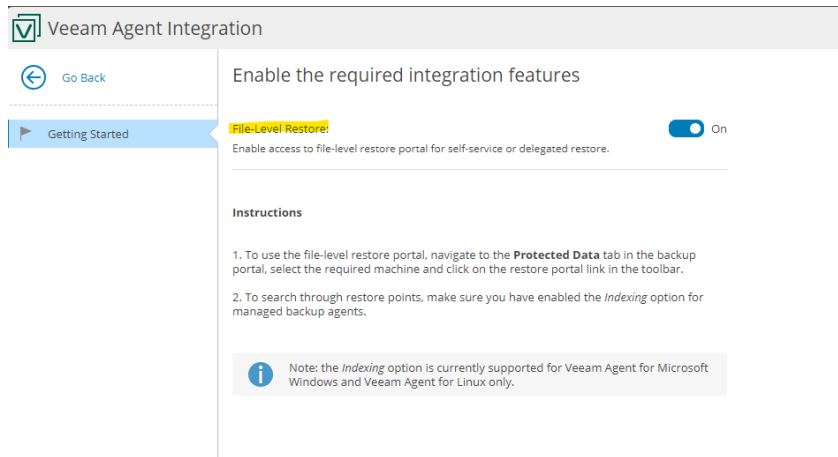 Veeam Agent Integration
Go Back
Getting Started
Enable the required integration features
File-Level Restore:
On
Enable access to file-level restore portal for self-service or delegated restore.
Instructions
1. To use the file-level restore portal, navigate to the Protected Data tab in the backup
portal, select the required machine and click on the restore portal link in the toolbar.
2. To search through restore points, make sure you have enabled the Indexing option for
managed backup agents.
Note: the Indexing option is currently supported for Veeam Agent for Microsoft
Windows and Veeam Agent for Linux only.